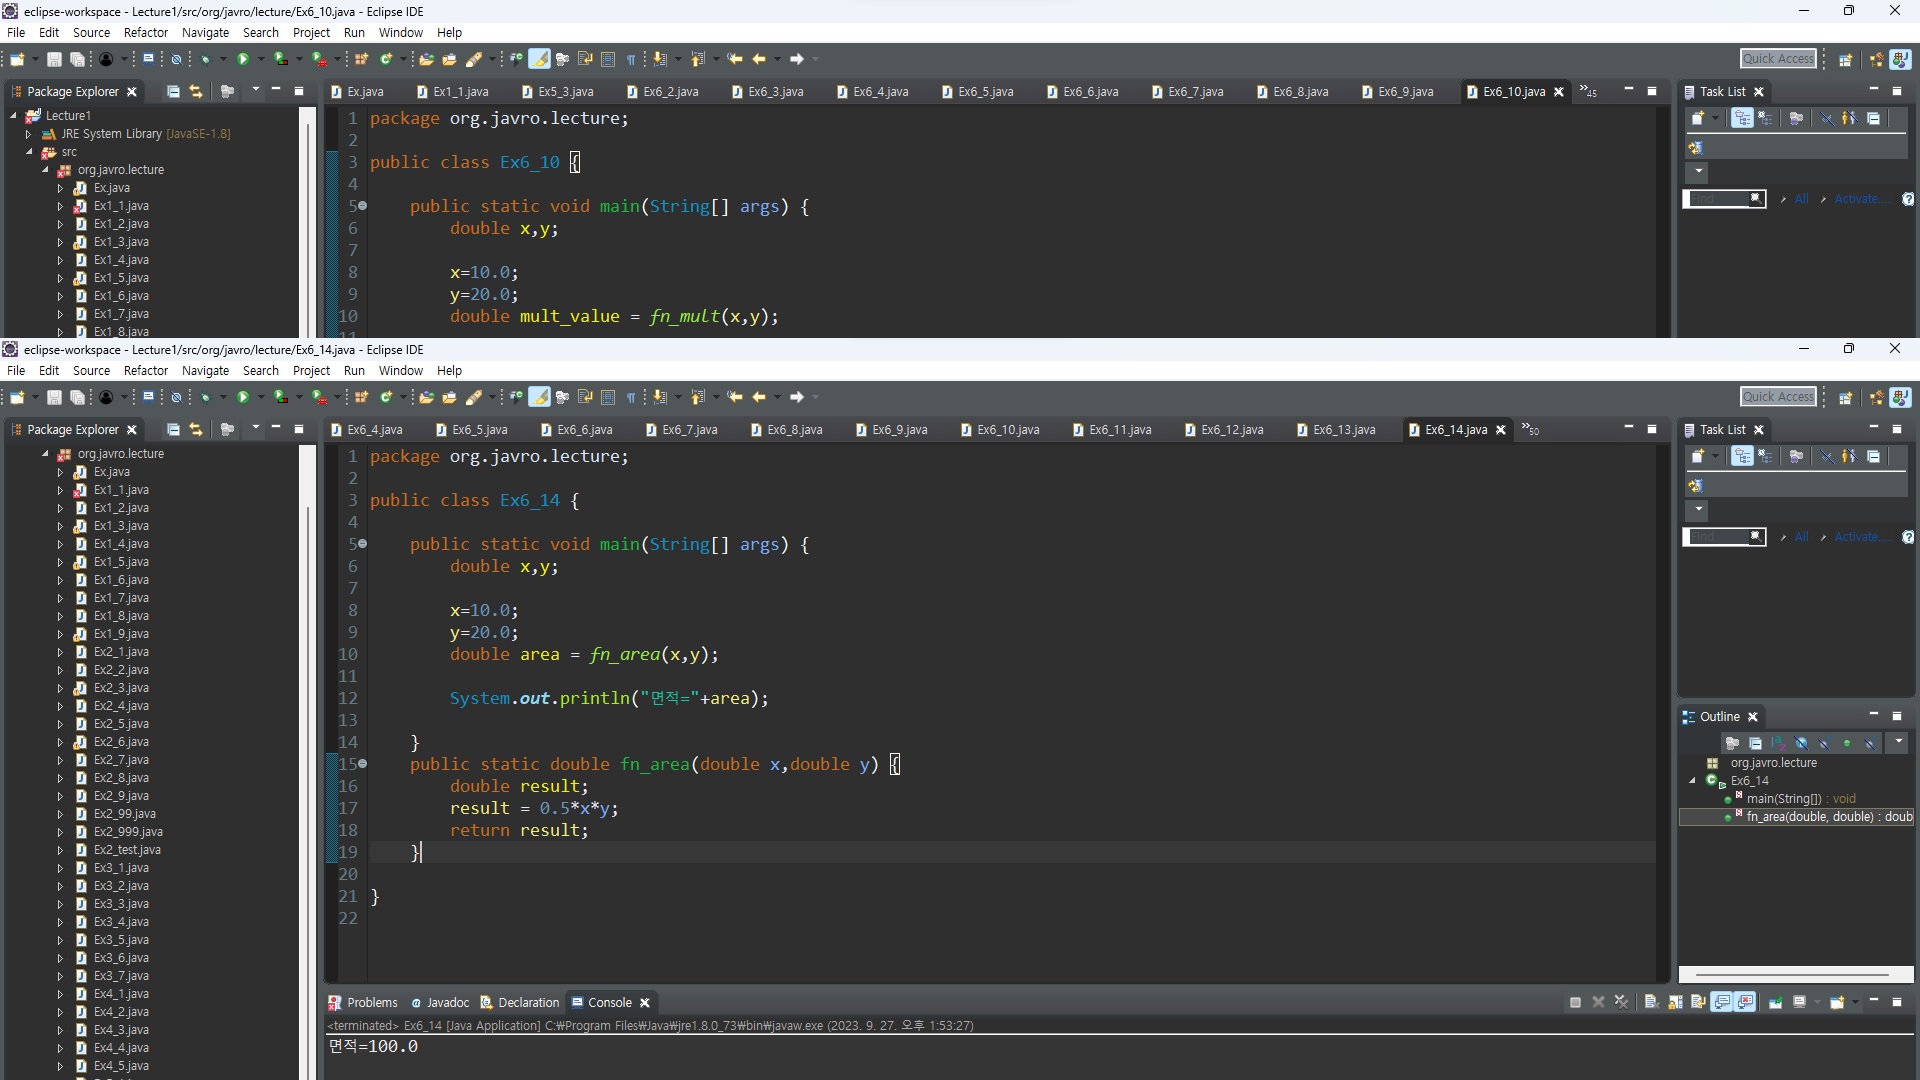 eclipse-workspace - Lecture1/src/org/javro/lecture/Ex6_10.java - Eclipse IDE
File Edit Source Refactor Navigate Search Project Run Window Help
Quick Access
Package Explorer
Ex.java Ex1_1.java Ex5_3.java Ex6_2.java Ex6_3.java Ex6_4.java Ex6_5.java Ex6_6.java Ex6_7.java Ex6_8.java Ex6_9.java Ex6_10.java »45
Task List
Lecture1
JRE System Library [JavaSE-1.8]
src
org.javro.lecture
Ex.java
Ex1_1.java
Ex1_2.java
Ex1_3.java
Ex1_4.java
Ex1_5.java
Ex1_6.java
Ex1_7.java
Ex1_8.java
1 package org.javro.lecture;
2
3 public class Ex6_10 {
4
5 public static void main(String[] args) {
6 double x,y;
7
8 x=10.0;
9 y=20.0;
10 double mult_value = fn_mult(x,y);
11
Find All Activate...
eclipse-workspace - Lecture1/src/org/javro/lecture/Ex6_14.java - Eclipse IDE
File Edit Source Refactor Navigate Search Project Run Window Help
Quick Access
Package Explorer
Ex6_4.java Ex6_5.java Ex6_6.java Ex6_7.java Ex6_8.java Ex6_9.java Ex6_10.java Ex6_11.java Ex6_12.java Ex6_13.java Ex6_14.java »50
Task List
org.javro.lecture
Ex.java
Ex1_1.java
Ex1_2.java
Ex1_3.java
Ex1_4.java
Ex1_5.java
Ex1_6.java
Ex1_7.java
Ex1_8.java
Ex1_9.java
Ex2_1.java
Ex2_2.java
Ex2_3.java
Ex2_4.java
Ex2_5.java
Ex2_6.java
Ex2_7.java
Ex2_8.java
Ex2_9.java
Ex2_99.java
Ex2_999.java
Ex2_test.java
Ex3_1.java
Ex3_2.java
Ex3_3.java
Ex3_4.java
Ex3_5.java
Ex3_6.java
Ex3_7.java
Ex4_1.java
Ex4_2.java
Ex4_3.java
Ex4_4.java
Ex4_5.java
1 package org.javro.lecture;
2
3 public class Ex6_14 {
4
5 public static void main(String[] args) {
6 double x,y;
7
8 x=10.0;
9 y=20.0;
10 double area = fn_area(x,y);
11
12 System.out.println("면적="+area);
13
14 }
15 public static double fn_area(double x,double y) {
16 double result;
17 result = 0.5*x*y;
18 return result;
19 }
20
21 }
22
Find All Activate...
Outline
org.javro.lecture
Ex6_14
main(String[]) : void
fn_area(double, double) : doub
Problems Javadoc Declaration Console
<terminated> Ex6_14 [Java Application] C:₩Program Files₩Java₩jre1.8.0_73₩bin₩javaw.exe (2023. 9. 27. 오후 1:53:27)
면적=100.0